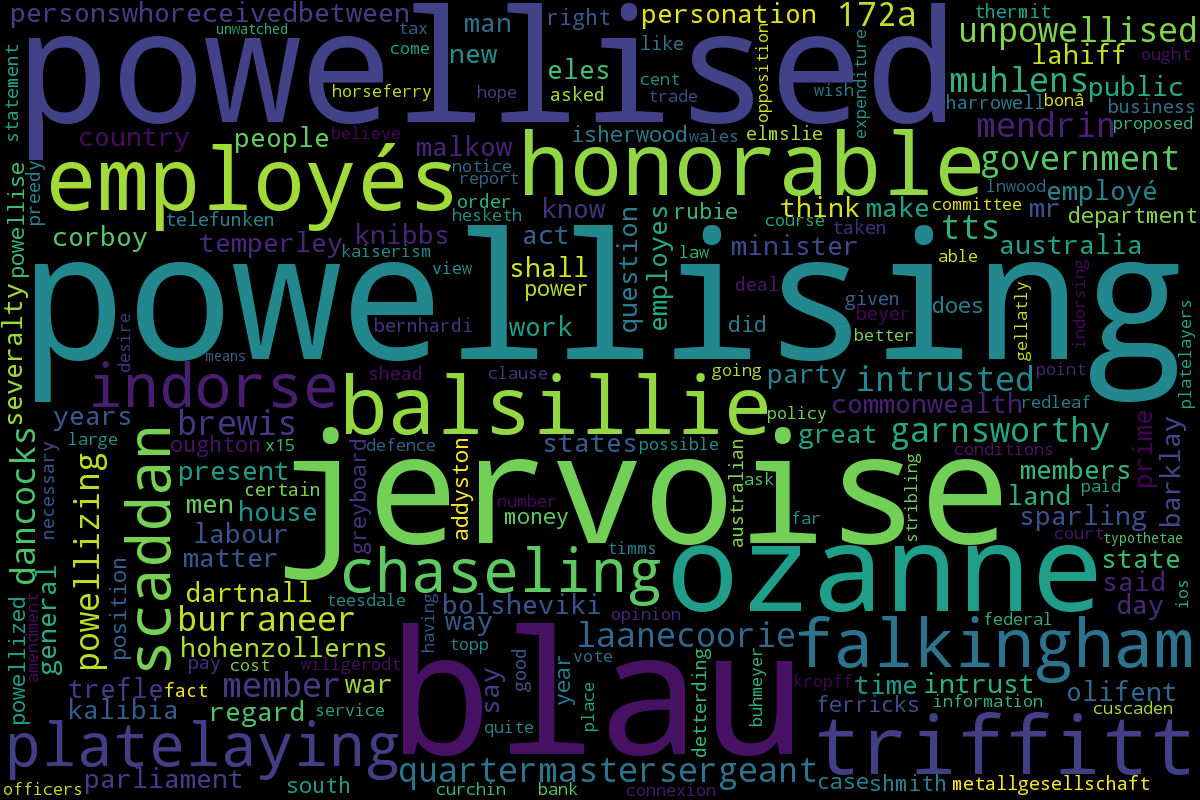 personswhoreceivedbetween
unwatched
tax
man
right
personation
172a
thermit
powellised
come
new
like
opposition
unpowellised
statement
horseferry
hope
eles
asked
cent
trade
wish
expenditure
lahiff
ought
muhlens
public
harrowell
bonâ
business
country
people
believe
malkow
isherwood
wales
elmslie
mendrin
proposed
preedy
powellise
employés
notice
report
honorable
government
lnwood
employé
telefunken
order
hesketh
know
rubie
think
make
committee
mr
department
corboy
temperley
knibbs
kaiserism
act
question
employes
course
taken
tts
australia
minister
law
able
view
shall
power
deal
given
does
indorsing
powellising
severalty
desire
bernhardi
work
did
beyer
better
gellatly
platelayers
means
indorse
shead
clause
going
party
intrusted
point
balsillie
years
brewis
policy
commonwealth
redleaf
prime
barklay
dancocks
large
oughton
x15
defence
states
possible
great
garnsworthy
necessary
powellizing
scaddan
present
greyboard
addyston
jervoise
australian
ask
conditions
members
men
certain
number
money
far
stribling
land
paid
house
sparling
labour
court
typothetae
matter
chaseling
timms
ozanne
state
general
position
dartnall
teesdale
said
ios
powellized
amendment
burraneer
having
bolsheviki
opinion
day
way
federal
hohenzollerns
topp
laanecoorie
falkingham
pay
cost
willgerodt
blau
say
good
year
vote
trefle
fact
member
war
kropff
time
intrust
olifent
kalibia
regard
service
quite
place
detterding
buhmeyer
ferricks
information
cuscaden
platelaying
triffitt
parliament
quartermastersergeant
officers
south
curchin
bank
connexion
case
shmith
metallgesellschaft